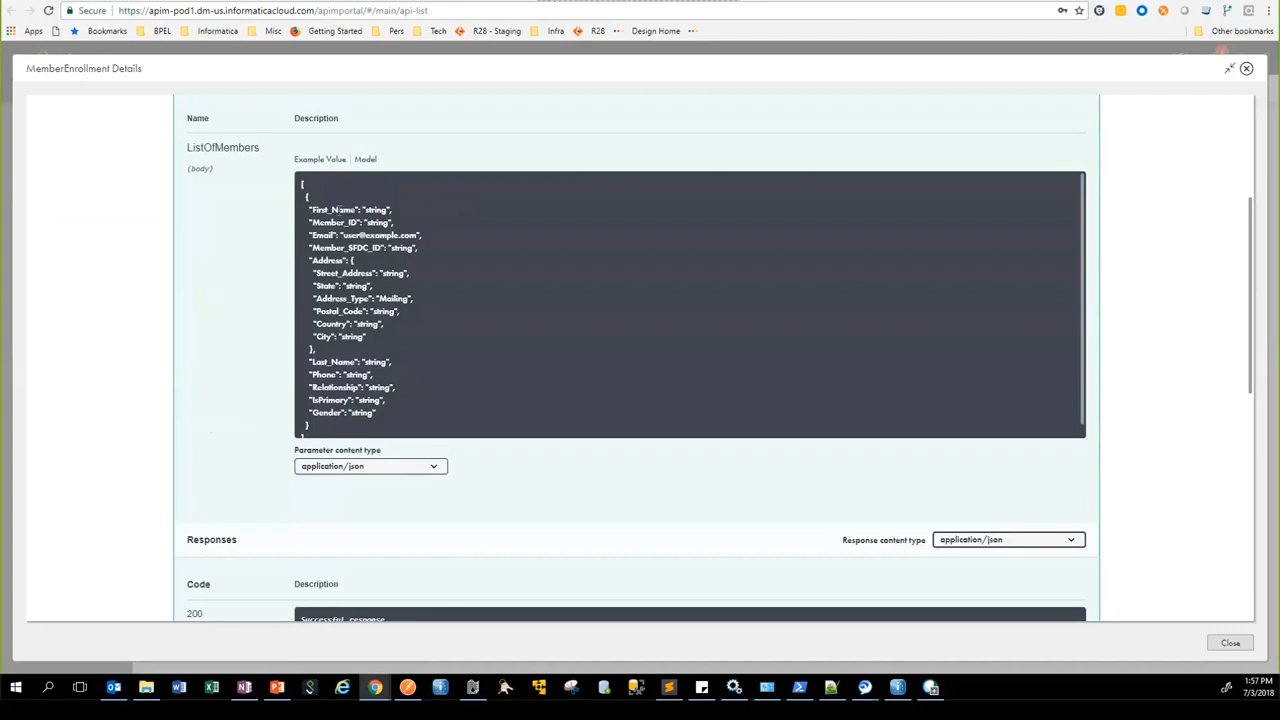 Secure https://apim-pod1.dm-us.informaticacloud.com/apimportal/#/main/api-list
Apps Bookmarks BPEL Informatica Misc Getting Started Pers Tech R28 - Staging Infra R28 Design Home Other bookmarks
MemberEnrollment Details
Name Description
ListOfMembers
(body)
Example Value Model
[
{
"First_Name": "string",
"Member_ID": "string",
"Email": "user@example.com",
"Member_SFDC_ID": "string",
"Address": {
"Street_Address": "string",
"State": "string",
"Address_Type": "Mailing",
"Postal_Code": "string",
"Country": "string",
"City": "string"
},
"Last_Name": "string",
"Phone": "string",
"Relationship": "string",
"IsPrimary": "string",
"Gender": "string"
}
]
Parameter content type
application/json
Responses Response content type application/json
Code Description
200 Successful response
Close
1:57 PM
7/3/2018